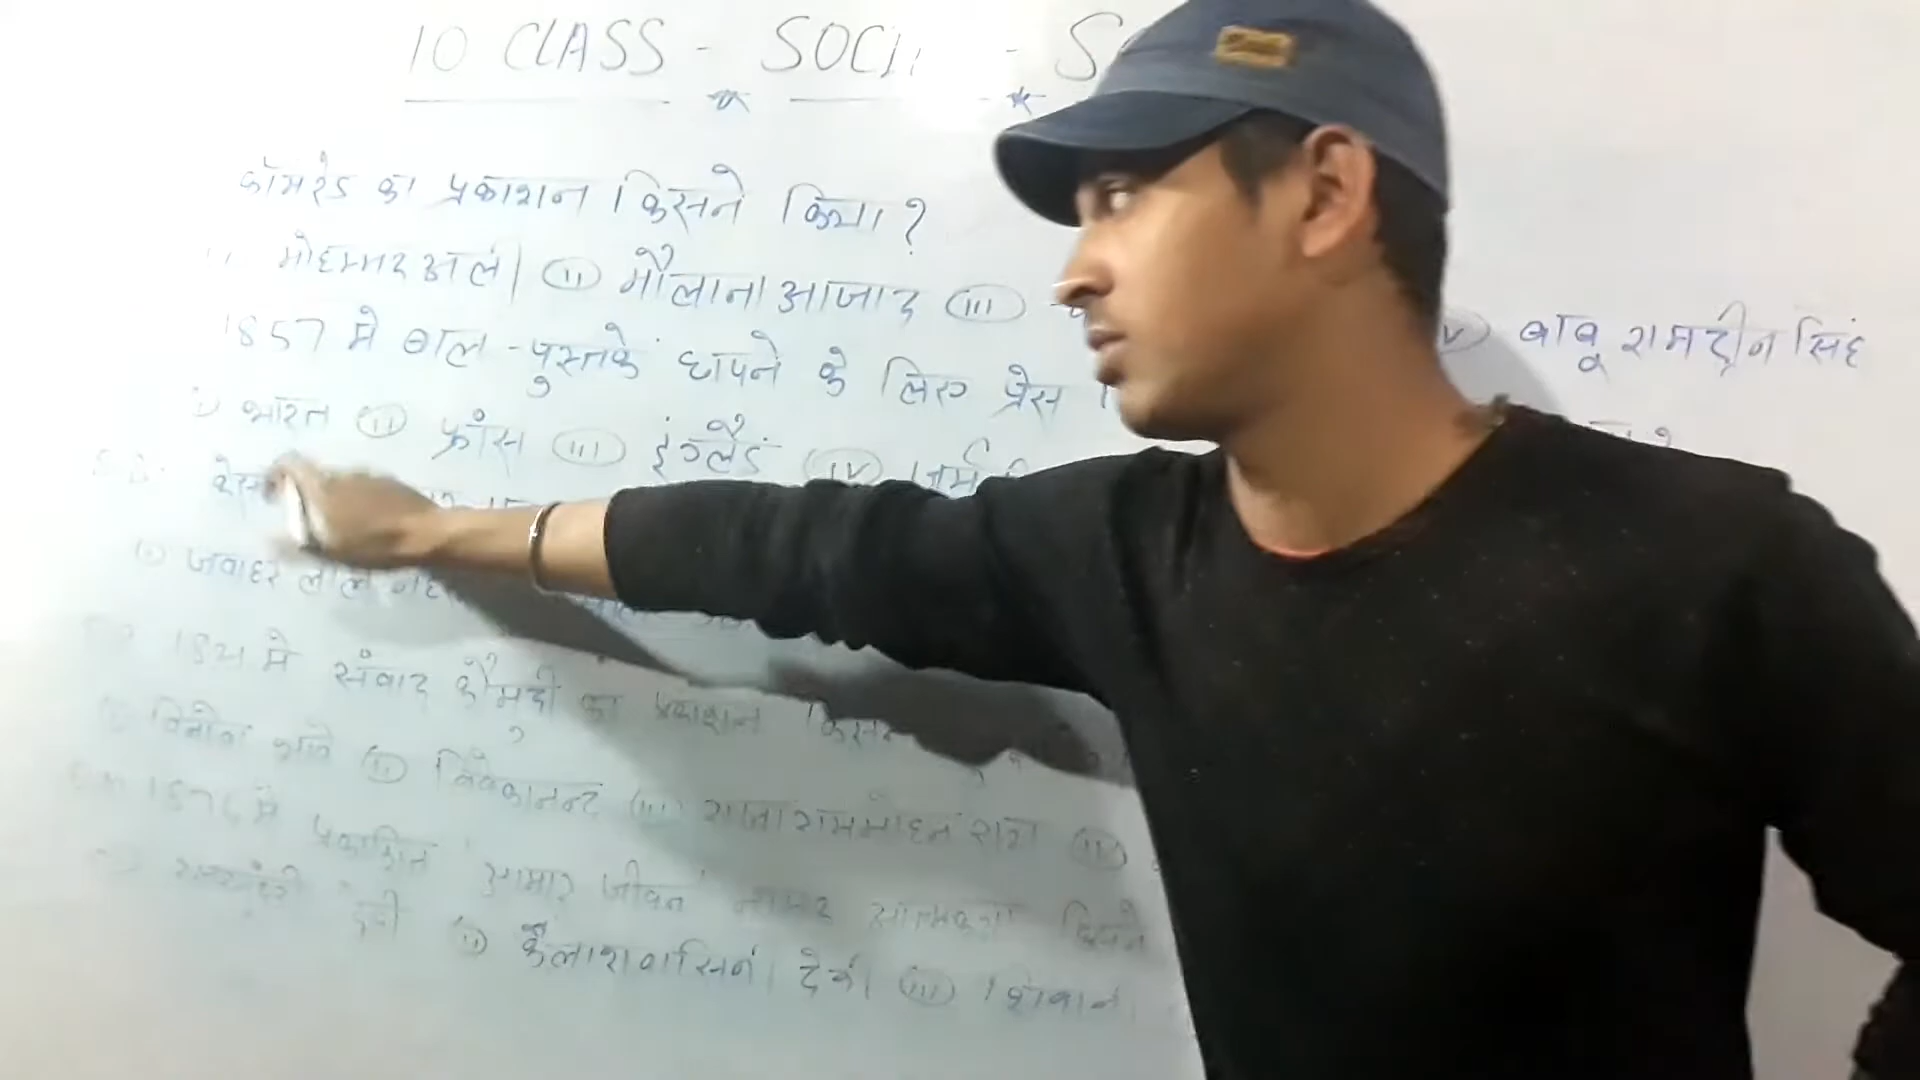 10 CLASS - SOCI - S
कॉमरेड का प्रकाशन किसने किया ?
मोहम्मद अली (ii) मौलाना आजाद (iii) (iv) बाबू रामदीन सिंह
1857 मे बाल - पुस्तकें छापने के लिए प्रेस
(i) भारत (ii) फ्रांस (iii) इंग्लैंड (iv) जर्म
(i) जवाहर लाल
1821 मे संवाद कौमुदी का प्रकाशन किसने
(i) विनोबा भावे (ii) विवेकानन्द (iii) राजा राममोहन राय (iv)
1876 मे प्रकाशित 'आमार जीवन' नामक आत्मकथा किसने
देवी (ii) कैलाशवासिनी देवी (iii) शिवानी